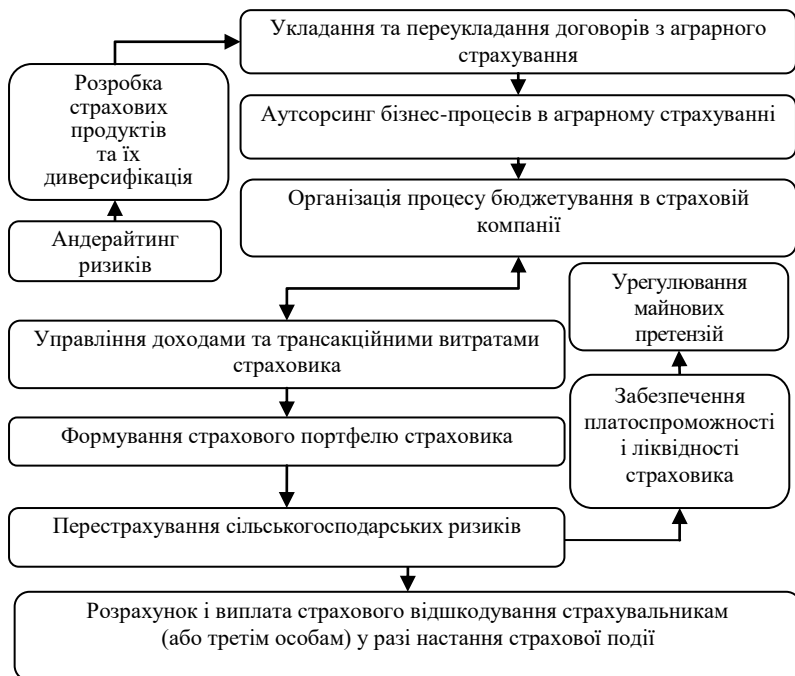 Укладання та переукладання договорів з аграрного
страхування
Розробка
страхових
продуктів
та їх
диверсифікація
Аутсорсинг бізнес-процесів в аграрному страхуванні
Організація процесу бюджетування в страховій
компанії
Андерайтинг
ризиків
Урегулювання
майнових
претензій
Управління доходами та трансакційними витратами
страховика
Забезпечення
платоспроможності
і ліквідності
страховика
Формування страхового портфелю страховика
Перестрахування сільськогосподарських ризиків
Розрахунок і виплата страхового відшкодування страхувальникам
(або третім особам) у разі настання страхової події